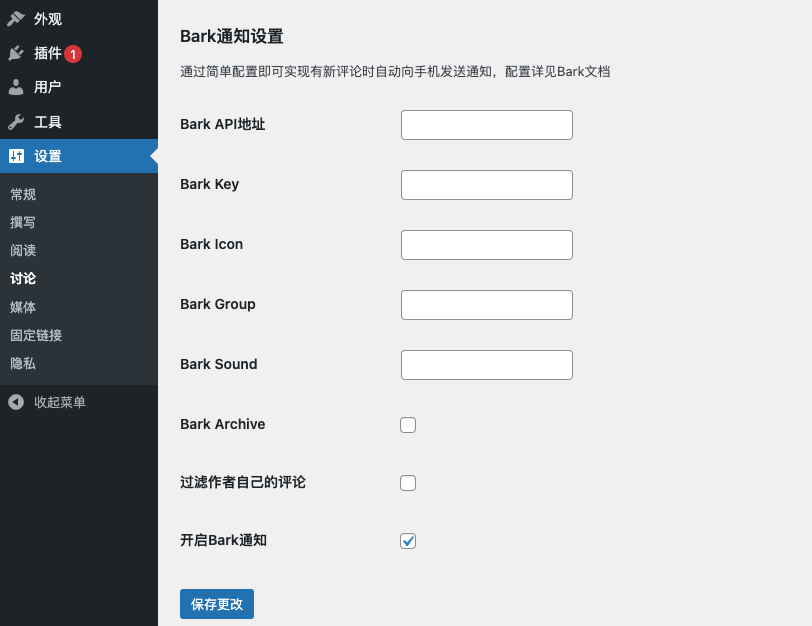 外观
插件 1
用户
工具
设置
常规
撰写
阅读
讨论
媒体
固定链接
隐私
收起菜单
Bark通知设置
通过简单配置即可实现有新评论时自动向手机发送通知，配置详见Bark文档
Bark API地址
Bark Key
Bark Icon
Bark Group
Bark Sound
Bark Archive
过滤作者自己的评论
开启Bark通知
保存更改